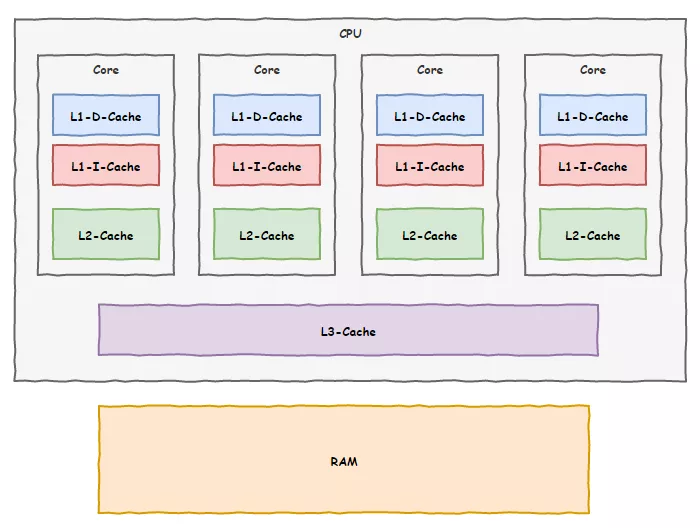 CPU
Core
Core
Core
Core
L1-D-Cache
L1-D-Cache
L1-D-Cache
L1-D-Cache
L1-I-Cache
L1-I-Cache
L1-I-Cache
L1-I-Cache
L2-Cache
L2-Cache
L2-Cache
L2-Cache
L3-Cache
RAM